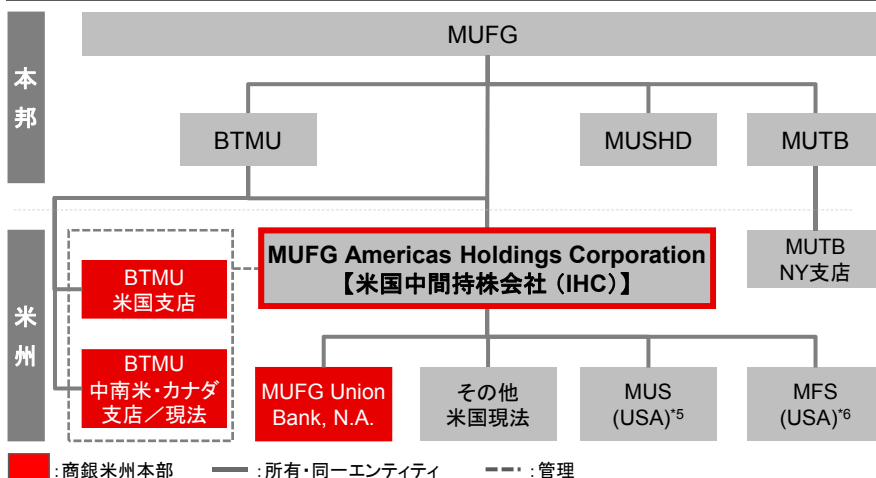 MUFG
本邦
BTMU
MUSHD
MUTB
米州
MUFG Americas Holdings Corporation
【米国中間持株会社（IHC）】
MUTB
NY支店
BTMU
米国支店
BTMU
中南米・カナダ
支店／現法
MUFG Union
Bank, N.A.
その他
米国現法
MUS
(USA)*5
MFS
(USA)*6
:商銀米州本部
:所有・同一エンティティ
:管理